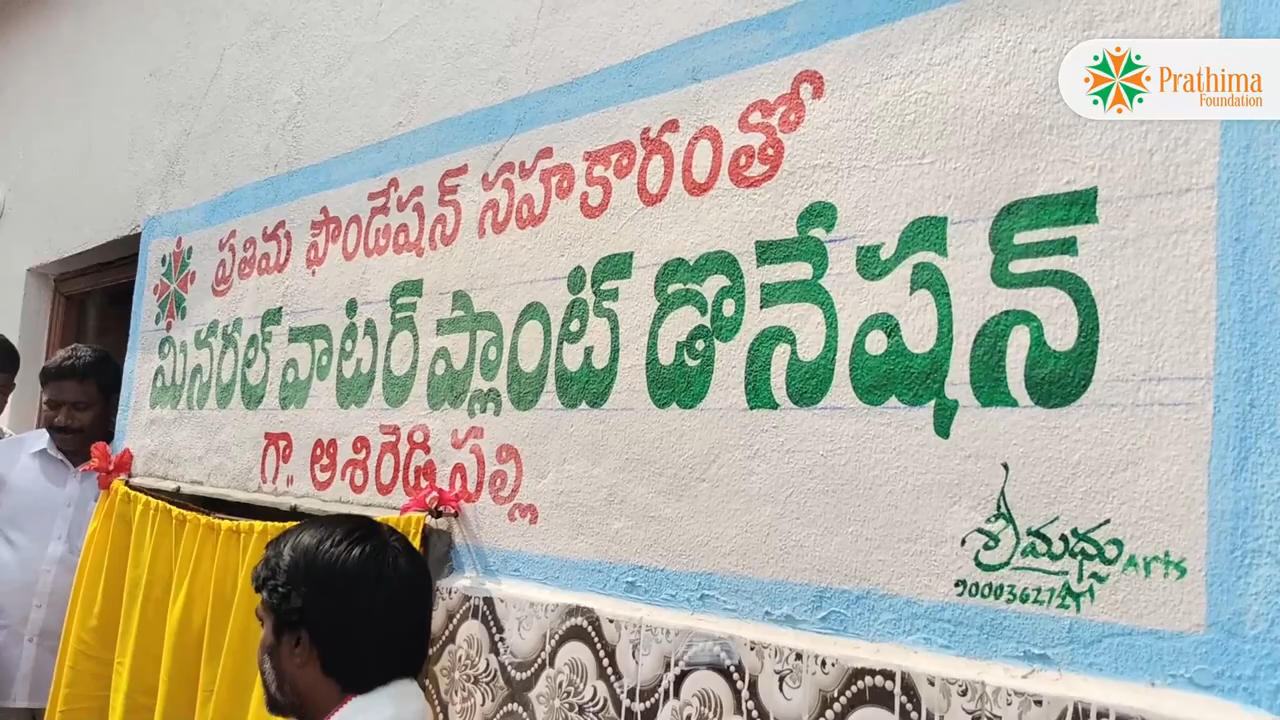 Prathima
Foundation
ప్రతిమ ఫౌండేషన్ సహకారంతో
మినరల్ వాటర్ ప్లాంట్ డొనేషన్
గ్రా.. ఆశిరెడ్డిపల్లి
శ్రీమధు Arts